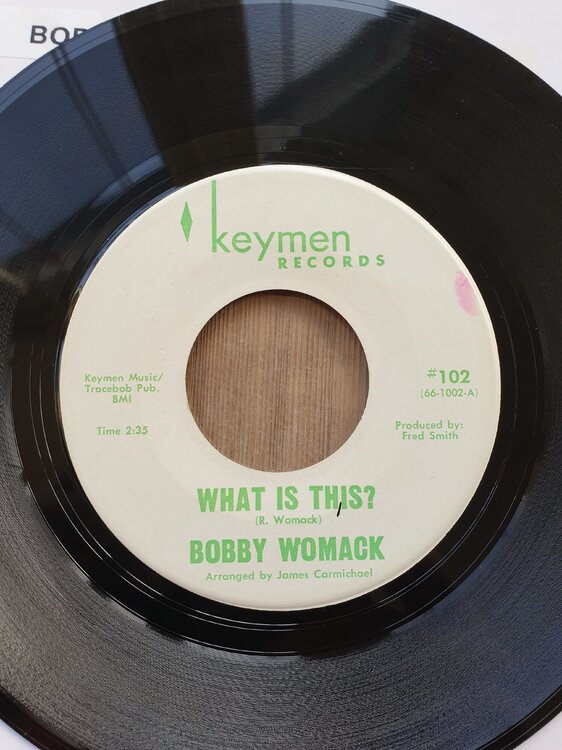 keymen
RECORDS
Keymen Music/
Tracebob Pub.
BMI
Time 2:35
#102
(66-1002-A)
Produced by:
Fred Smith
WHAT IS THIS?
(R. Womack)
BOBBY WOMACK
Arranged by James Carmichael